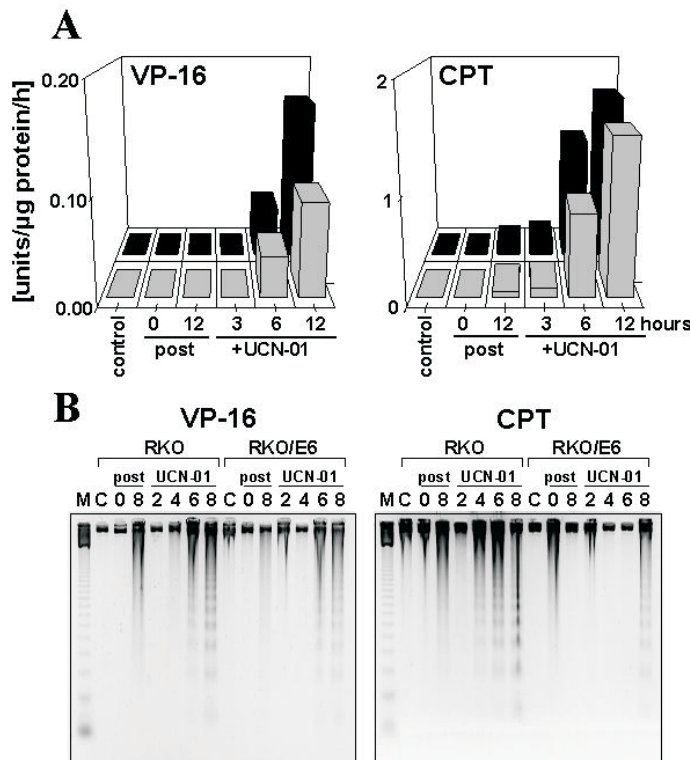 A
VP-16
CPT
[units/µg protein/h]
0.20
0.10
0.00
2
1
0
control 0 12 3 6 12
post +UCN-01
control 0 12 3 6 12 hours
post +UCN-01
B
VP-16 CPT
RKO RKO/E6 RKO RKO/E6
post UCN-01 post UCN-01 post UCN-01 post UCN-01
M C 0 8 2 4 6 8 C 0 8 2 4 6 8 M C 0 8 2 4 6 8 C 0 8 2 4 6 8